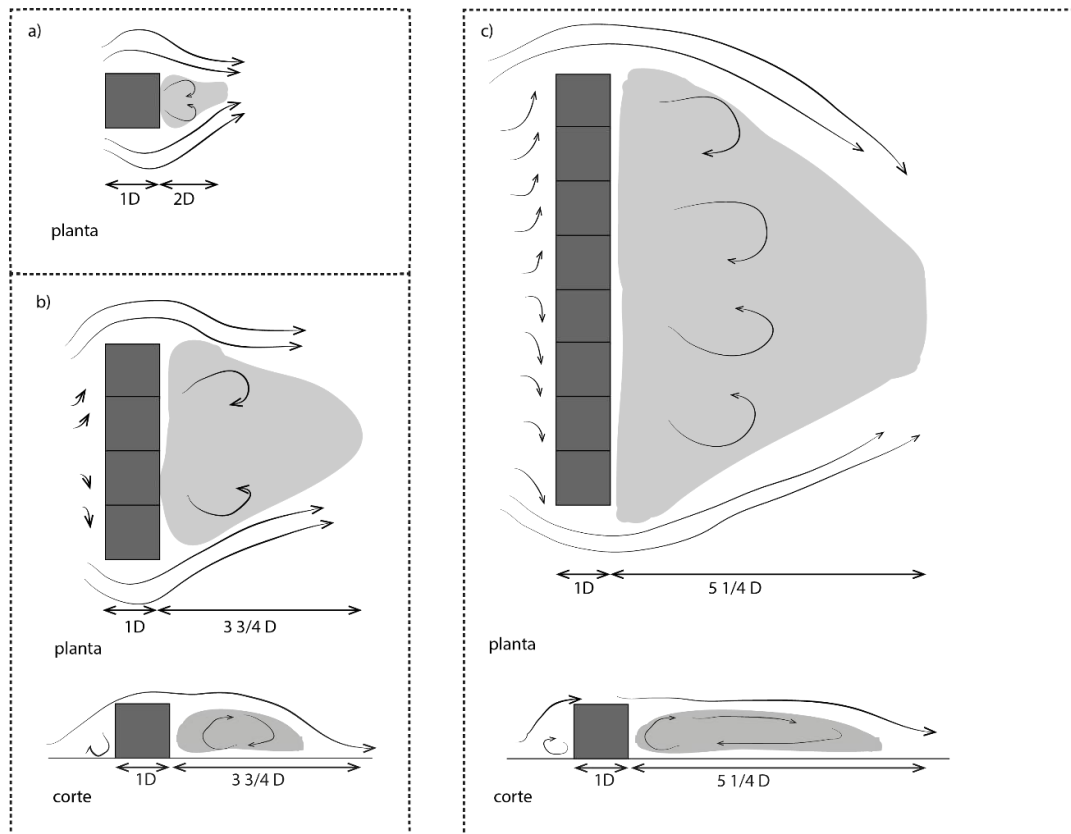 a)
1D
2D
planta
b)
1D
3 3/4 D
planta
1D
3 3/4 D
corte
c)
1D
5 1/4 D
planta
1D
5 1/4 D
corte